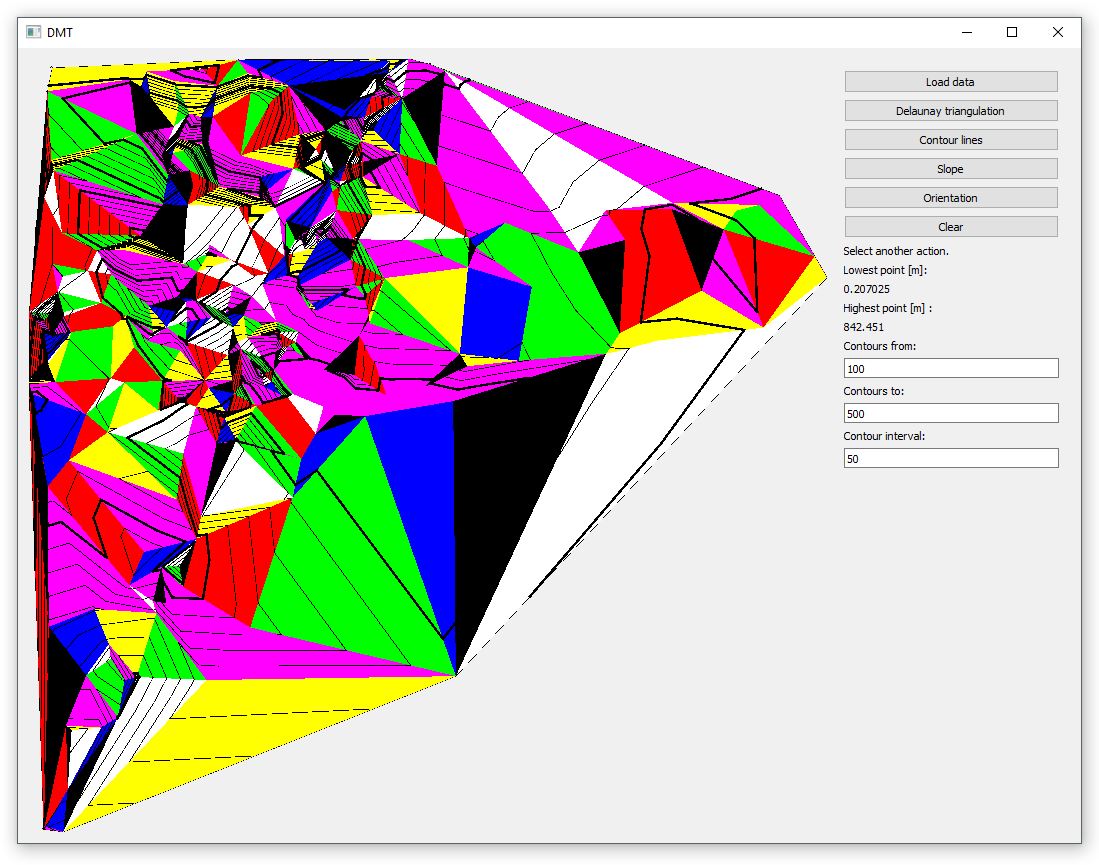 DMT
Load data
Delaunay triangulation
Contour lines
Slope
Orientation
Clear
Select another action.
Lowest point [m]:
0.207025
Highest point [m] :
842.451
Contours from:
100
Contours to:
500
Contour interval:
50